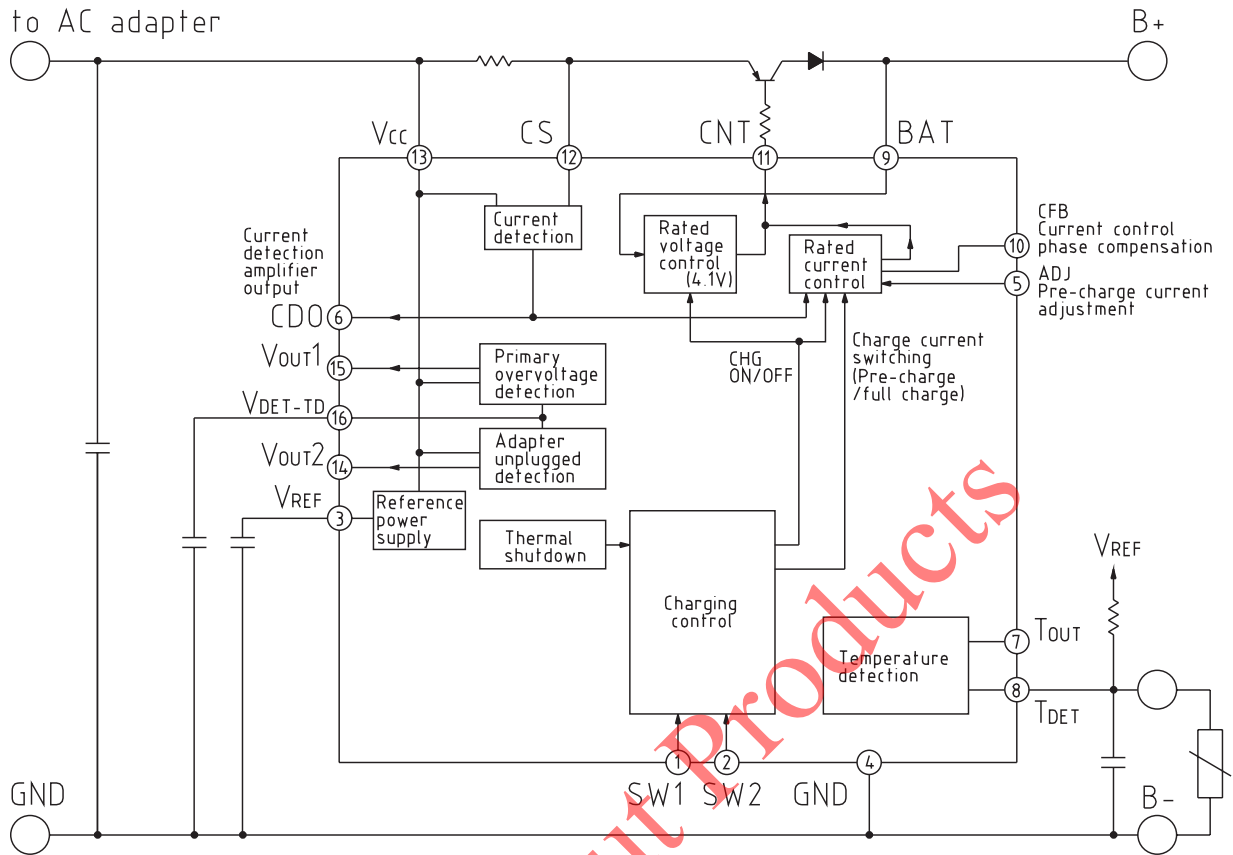 to AC adapter
B+
Vcc
CS
CNT
BAT
13
12
11
9
Current
detection
amplifier
output
Current
detection
Rated
voltage
control
(4.1V)
Rated
current
control
CFB
Current control
phase compensation
10
ADJ
Pre-charge current
adjustment
5
CDO
6
VOUT1
15
Primary
overvoltage
detection
CHG
ON/OFF
Charge current
switching
(Pre-charge
/full charge)
VDET-TD
16
VOUT2
14
Adapter
unplugged
detection
VREF
3
Reference
power
supply
Thermal
shutdown
VREF
Charging
control
Temperature
detection
TOUT
7
8
TDET
1
2
4
SW1
SW2
GND
GND
B-
ut Products